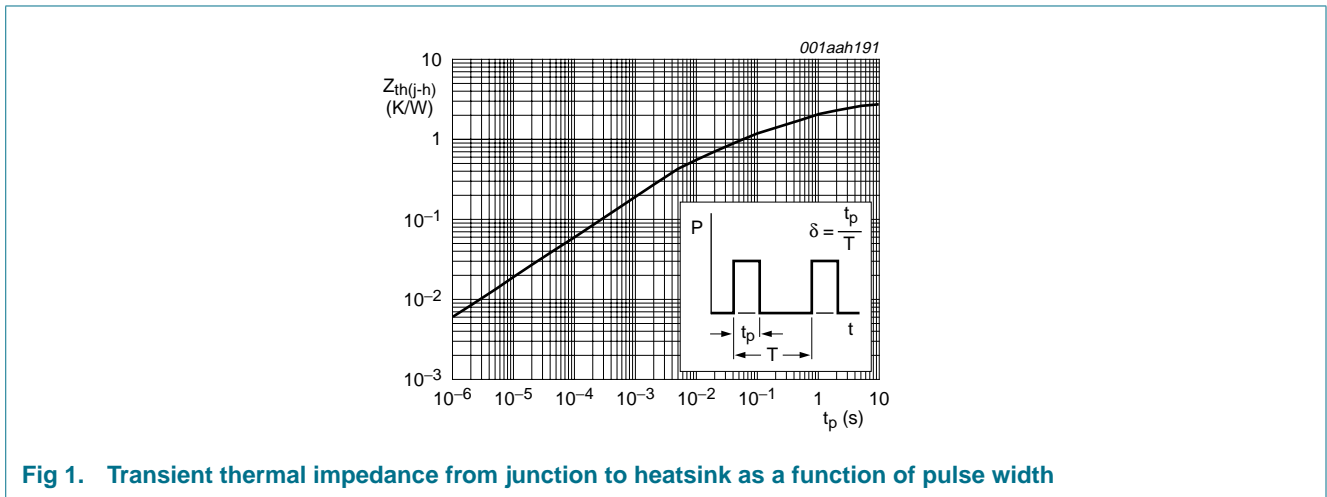 001aah191
Z_th(j-h)
(K/W)
10
1
10^−1
10^−2
10^−3
10^−6
10^−5
10^−4
10^−3
10^−2
10^−1
1
10
t_p (s)
P
δ = t_p / T
t_p
t
T
Fig 1. Transient thermal impedance from junction to heatsink as a function of pulse width